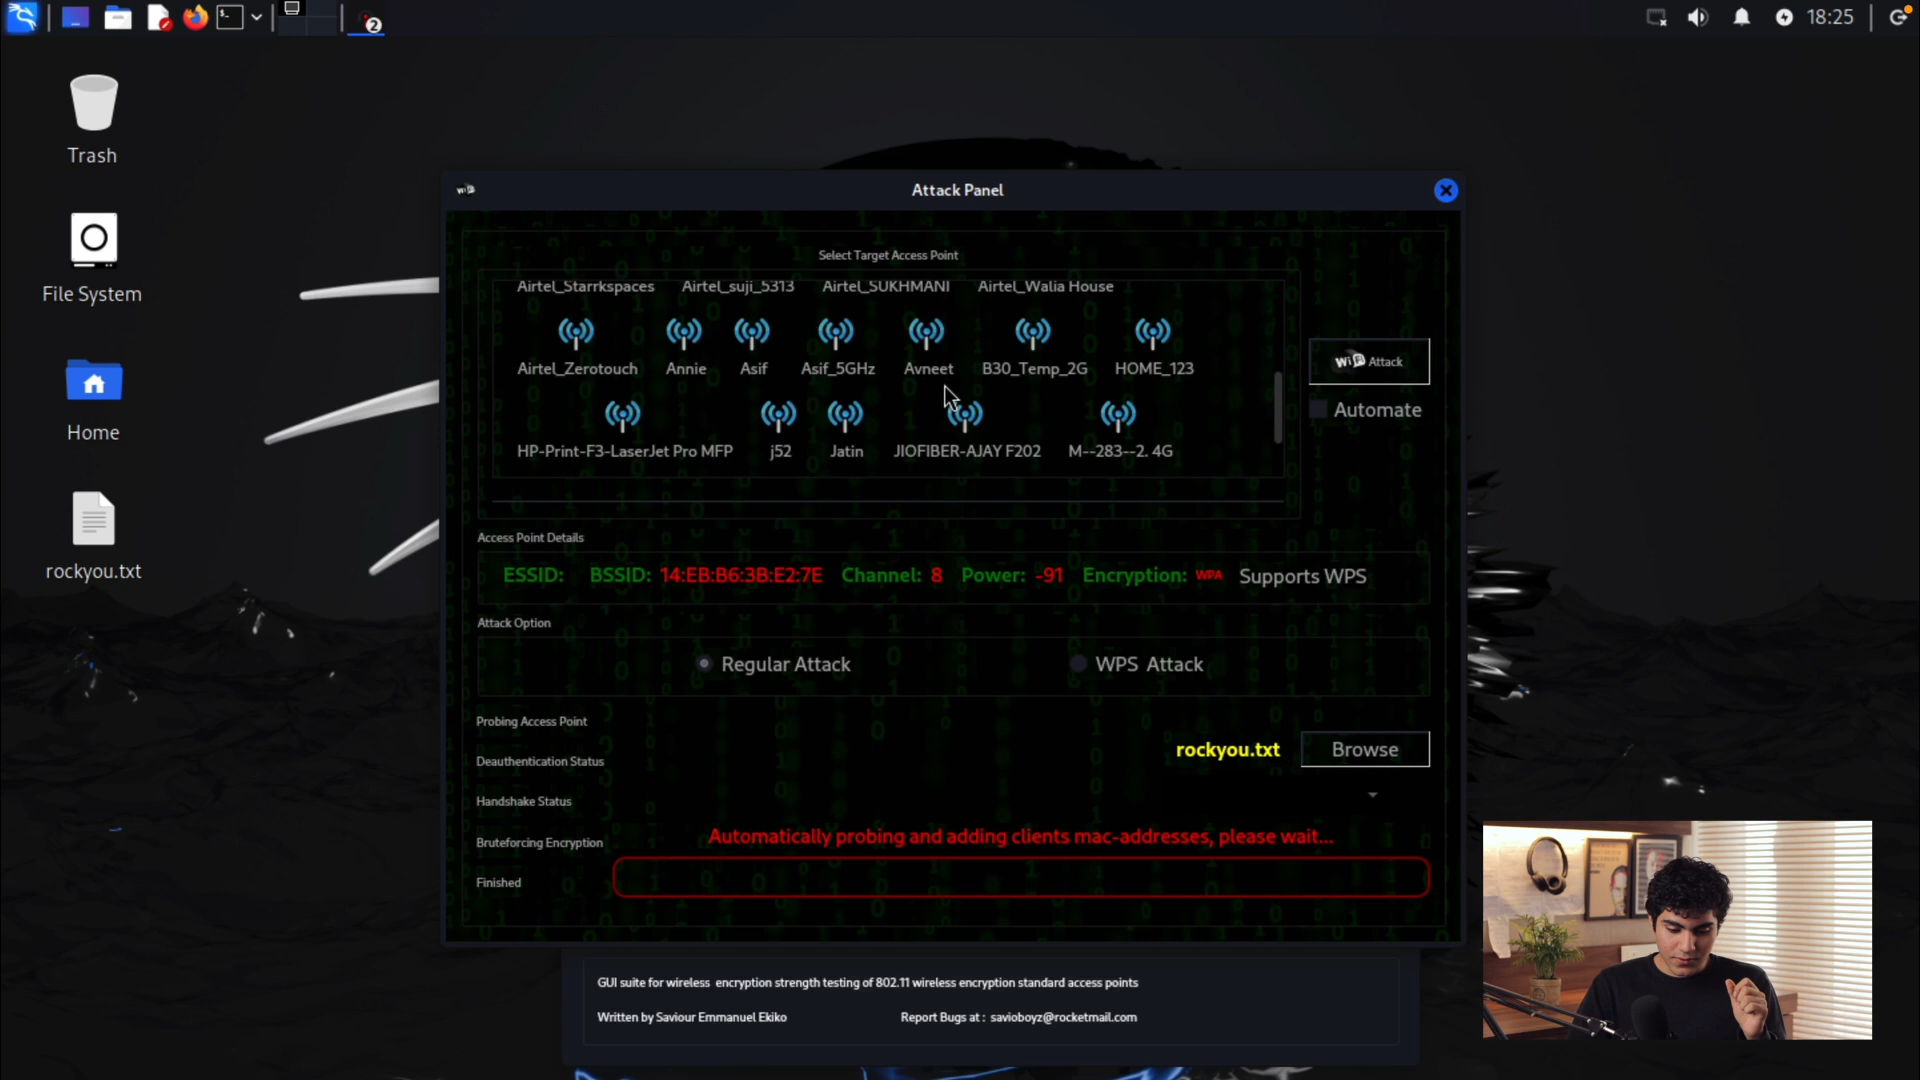 2
18:25
Trash
File System
Home
rockyou.txt
Attack Panel
Select Target Access Point
Airtel_Starrkspaces Airtel_suji_5313 Airtel_SUKHMANI Airtel_Walia House
Airtel_Zerotouch Annie Asif Asif_5GHz Avneet B30_Temp_2G HOME_123
HP-Print-F3-LaserJet Pro MFP j52 Jatin JIOFIBER-AJAY F202 M--283--2. 4G
WiFi Attack
Automate
Access Point Details
ESSID: BSSID: 14:EB:B6:3B:E2:7E Channel: 8 Power: -91 Encryption: WPA Supports WPS
Attack Option
Regular Attack WPS Attack
Probing Access Point
rockyou.txt Browse
Deauthentication Status
Handshake Status
Automatically probing and adding clients mac-addresses, please wait...
Bruteforcing Encryption
Finished
GUI suite for wireless encryption strength testing of 802.11 wireless encryption standard access points
Written by Saviour Emmanuel Ekiko Report Bugs at : savioboyz@rocketmail.com